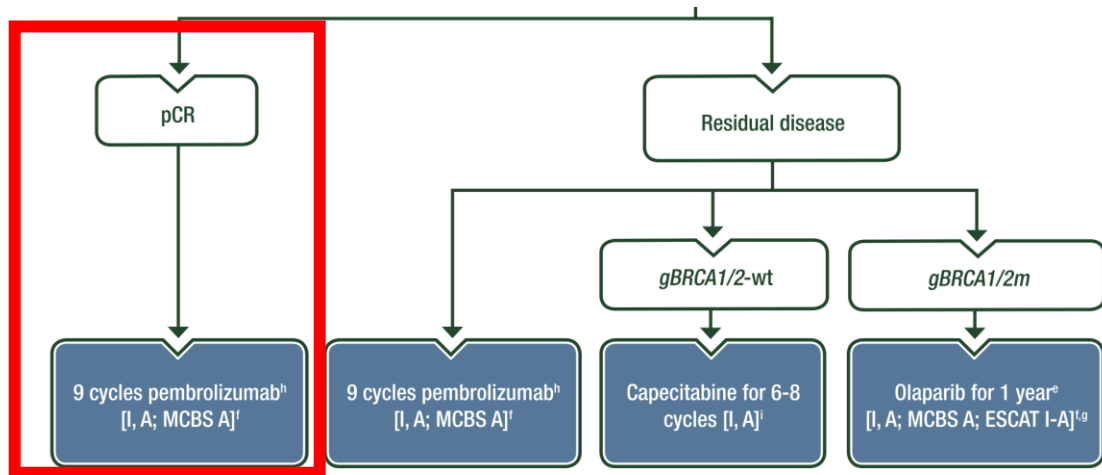 pCR
Residual disease
gBRCA1/2-wt
gBRCA1/2m
9 cycles pembrolizumabʰ
[I, A; MCBS A]ᶠ
9 cycles pembrolizumabʰ
[I, A; MCBS A]ᶠ
Capecitabine for 6-8
cycles [I, A]ⁱ
Olaparib for 1 yearᵉ
[I, A; MCBS A; ESCAT I-A]ᶠ,ᵍ